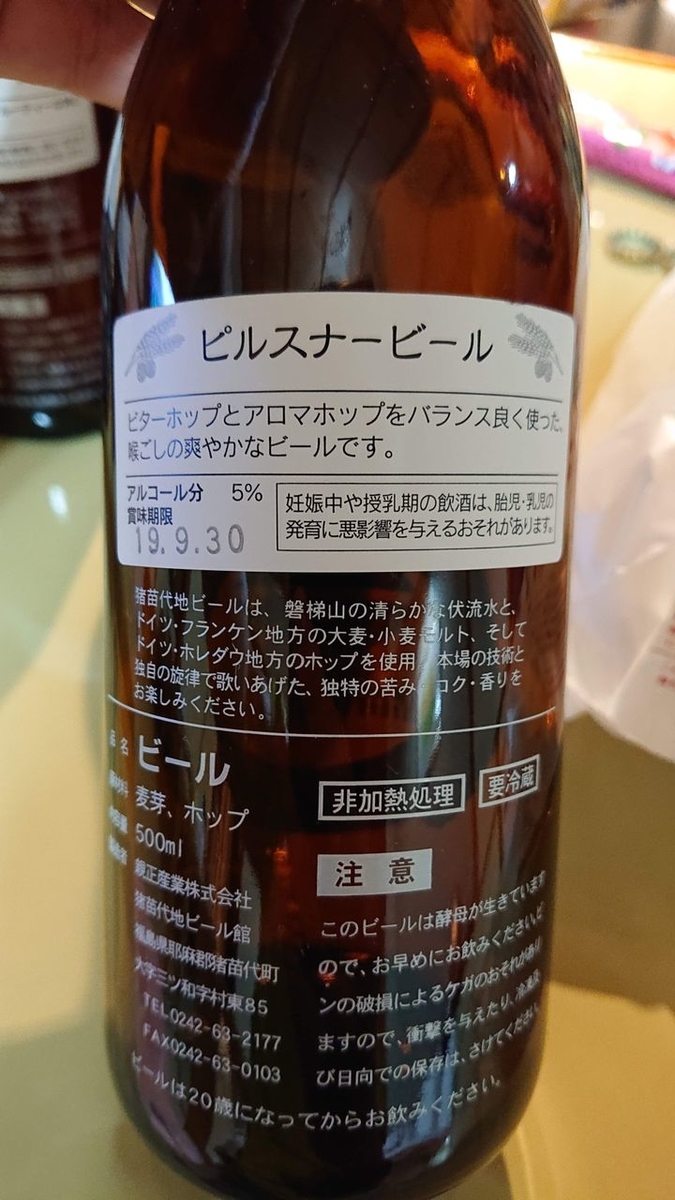 ピルスナービール
ビターホップとアロマホップをバランス良く使った、
喉ごしの爽やかなビールです。
アルコール分 5%
賞味期限
19.9.30
妊娠中や授乳期の飲酒は、胎児・乳児の
発育に悪影響を与えるおそれがあります。
猪苗代地ビールは、磐梯山の清らかな伏流水と、
ドイツ・フランケン地方の大麦・小麦モルト、そして
ドイツ・ホレダウ地方のホップを使用 本場の技術と
独自の旋律で歌いあげた、独特の苦み・コク・香りを
お楽しみください。
品名 ビール
麦芽、ホップ
500ml
正産業株式会社
猪苗代地ビール館
福島県耶麻郡猪苗代町
大字三ツ和字村東85
TEL0242-63-2177
FAX0242-63-0103
非加熱処理
要冷蔵
注意
このビールは酵母が生きています
ので、お早めにお飲みください。ビ
ンの破損によるケガのおそれがあり
ますので、衝撃を与えたり、冷凍及
び日向での保存は、さけてください。
ビールは20歳になってからお飲みください。